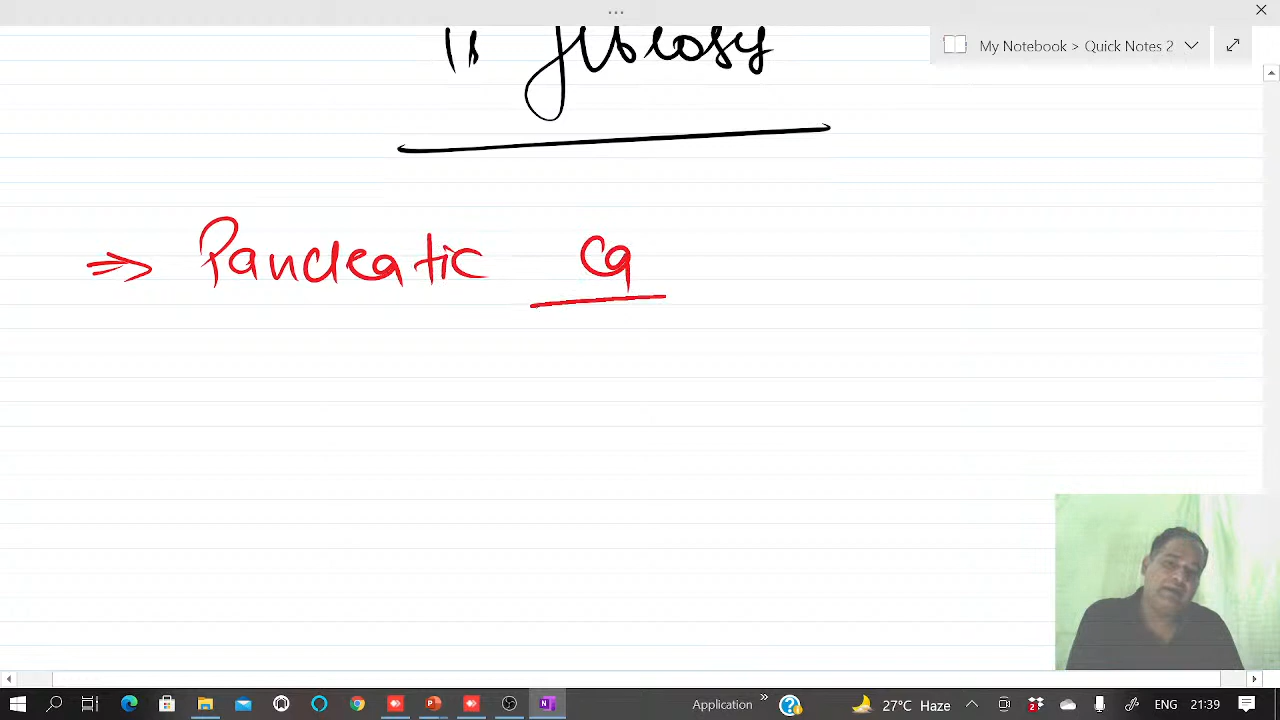 ...
My Notebook > Quick Notes 2
⇒ Pancreatic Ca
Application
»
27°C Haze
ENG
21:39